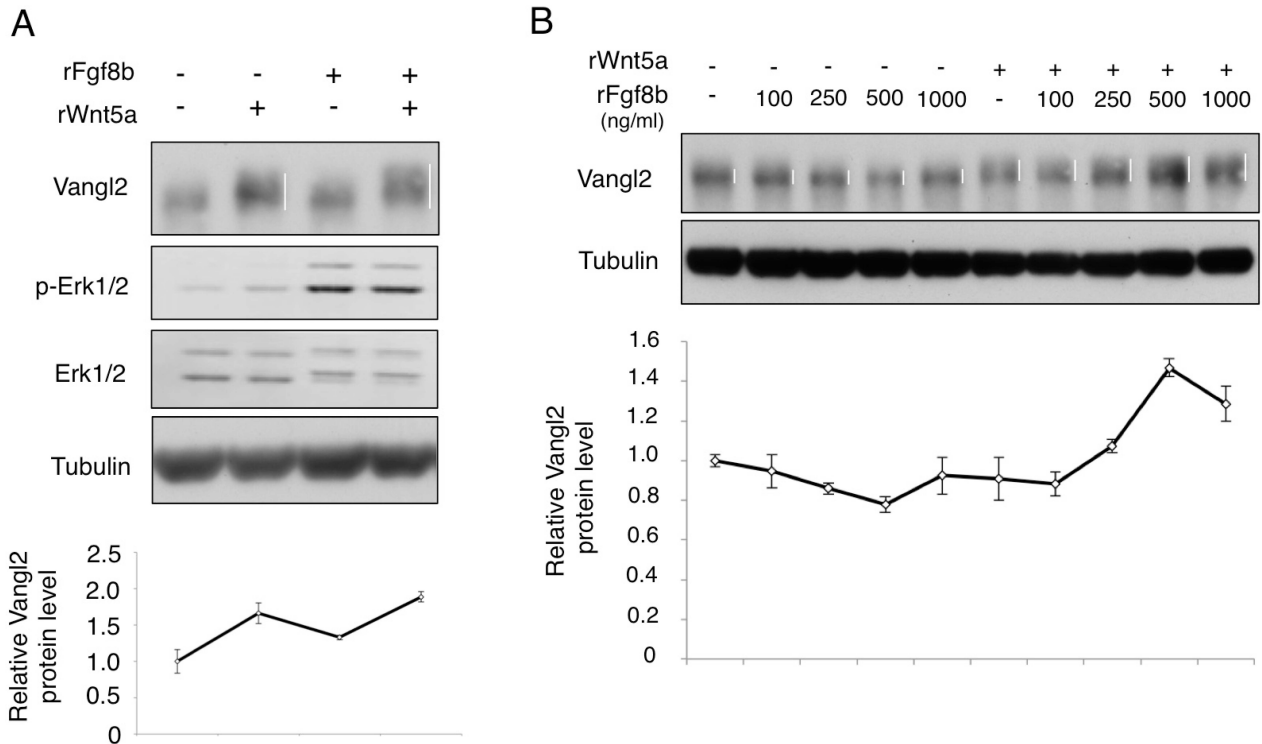 A
rFgf8b - - + +
rWnt5a - + - +
Vangl2
p-Erk1/2
Erk1/2
Tubulin
Relative Vangl2
protein level
2.5
2.0
1.5
1.0
0.5
0
B
rWnt5a - - - - - + + + + +
rFgf8b - 100 250 500 1000 - 100 250 500 1000
(ng/ml)
Vangl2
Tubulin
Relative Vangl2
protein level
1.6
1.4
1.2
1.0
0.8
0.6
0.4
0.2
0